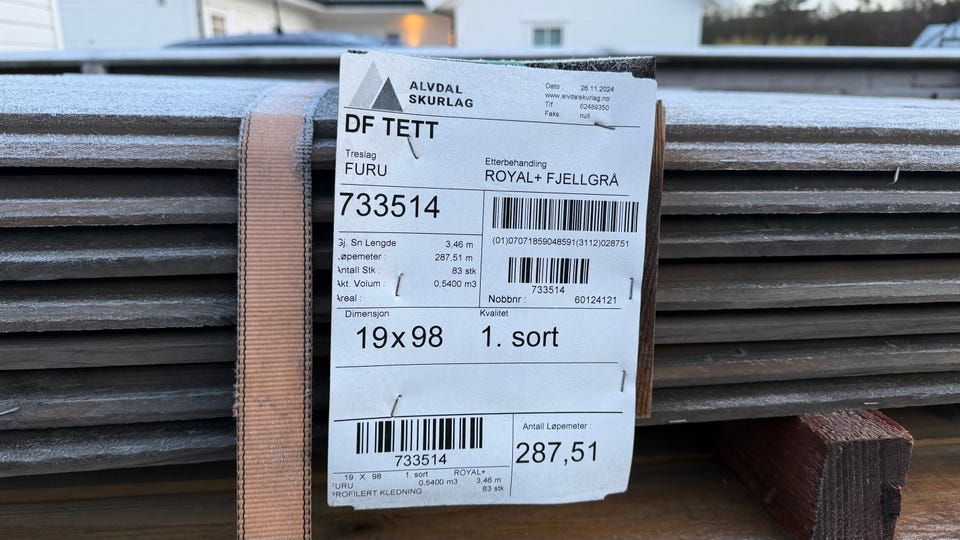 ALVDAL
SKURLAG
Dato : 26.11.2024
www.alvdalskurlag.no
Tlf. : 62489350
Faks: null
DF TETT
Treslag
FURU
Etterbehandling
ROYAL+ FJELLGRÅ
733514
(01)07071859048591(3112)028751
Gj. Sn Lengde 3,46 m
Løpemeter : 287,51 m
Antall Stk : 83 stk
Akt. Volum : 0,5400 m3
Areal :
733514
Nobbnr : 60124121
Dimensjon
19x98
Kvalitet
1. sort
733514
Antall Løpemeter :
287,51
19 X 98 1. sort ROYAL+
FURU 0,5400 m3 3,46 m
PROFILERT KLEDNING 83 stk